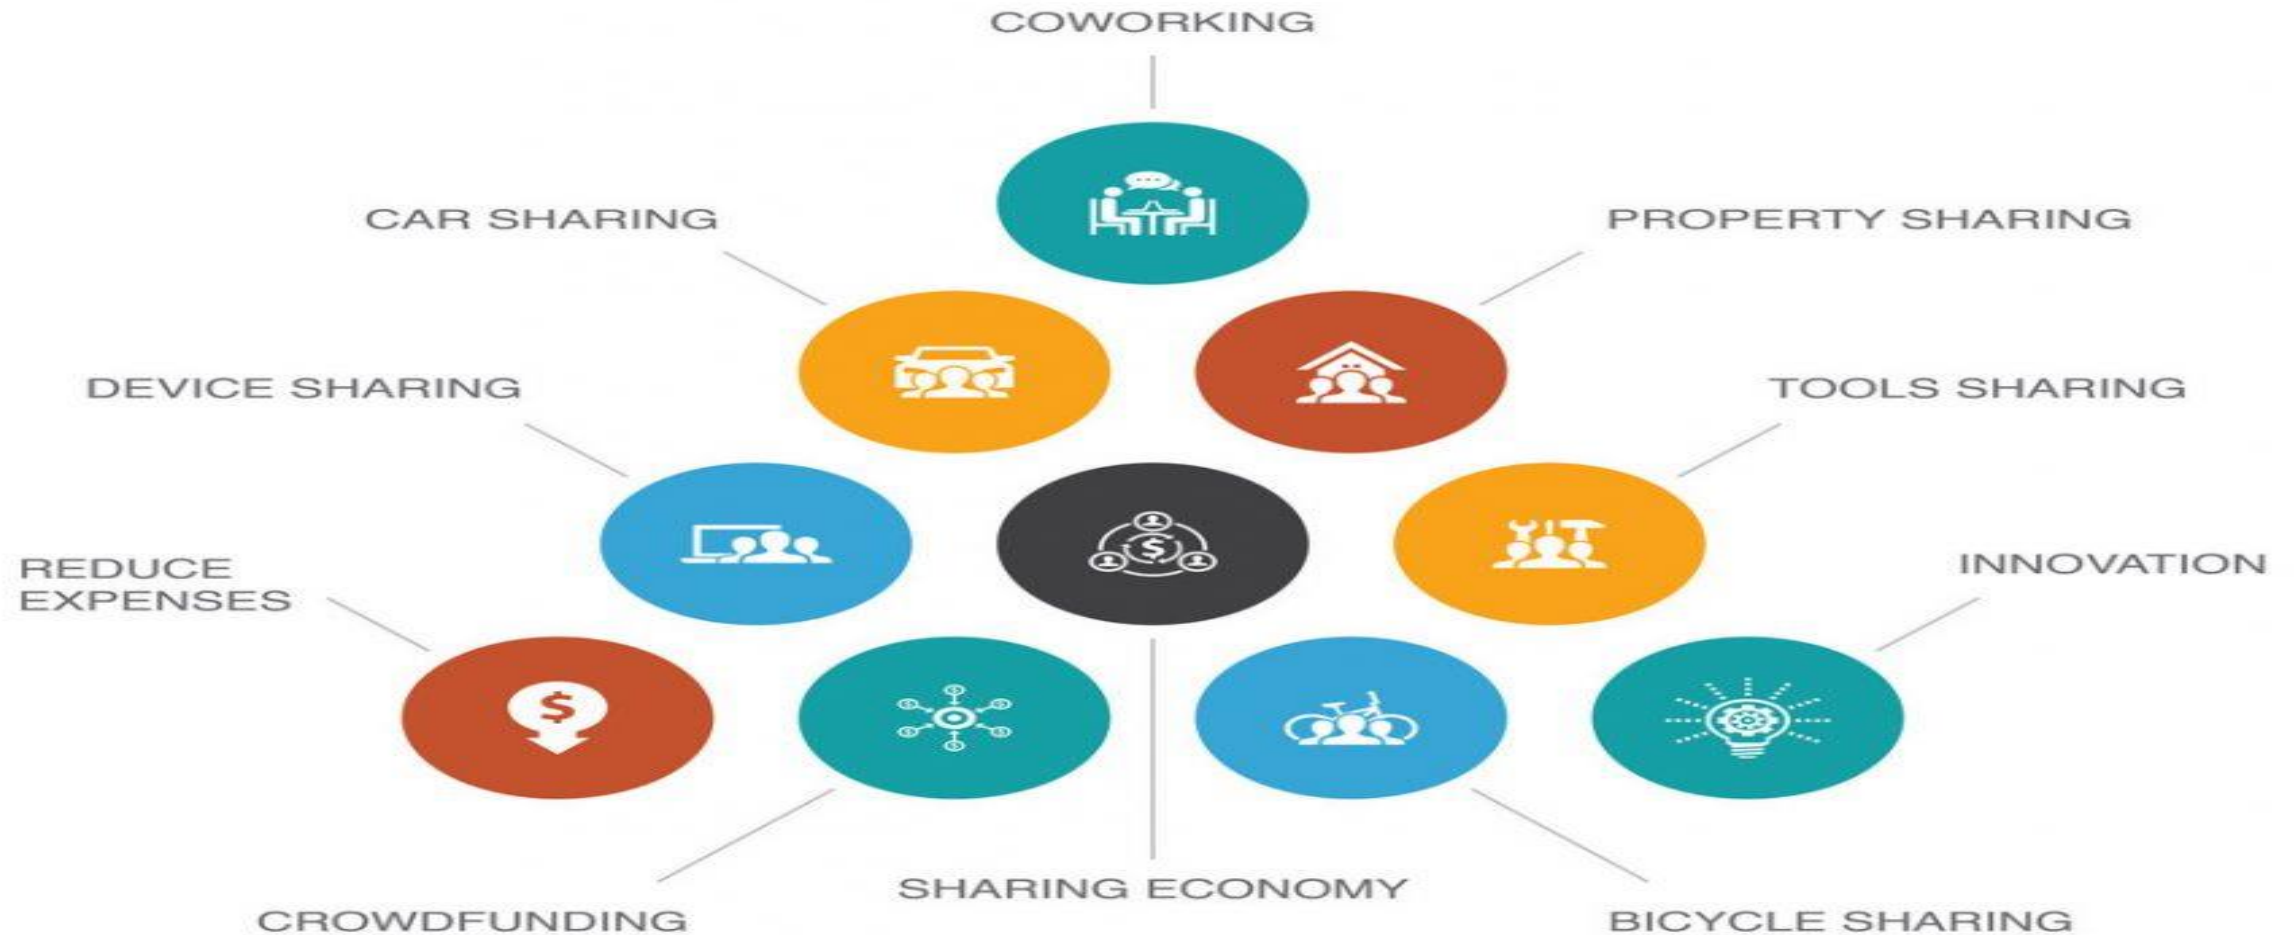 COWORKING
CAR SHARING
PROPERTY SHARING
DEVICE SHARING
TOOLS SHARING
REDUCE
EXPENSES
INNOVATION
SHARING ECONOMY
CROWDFUNDING
BICYCLE SHARING